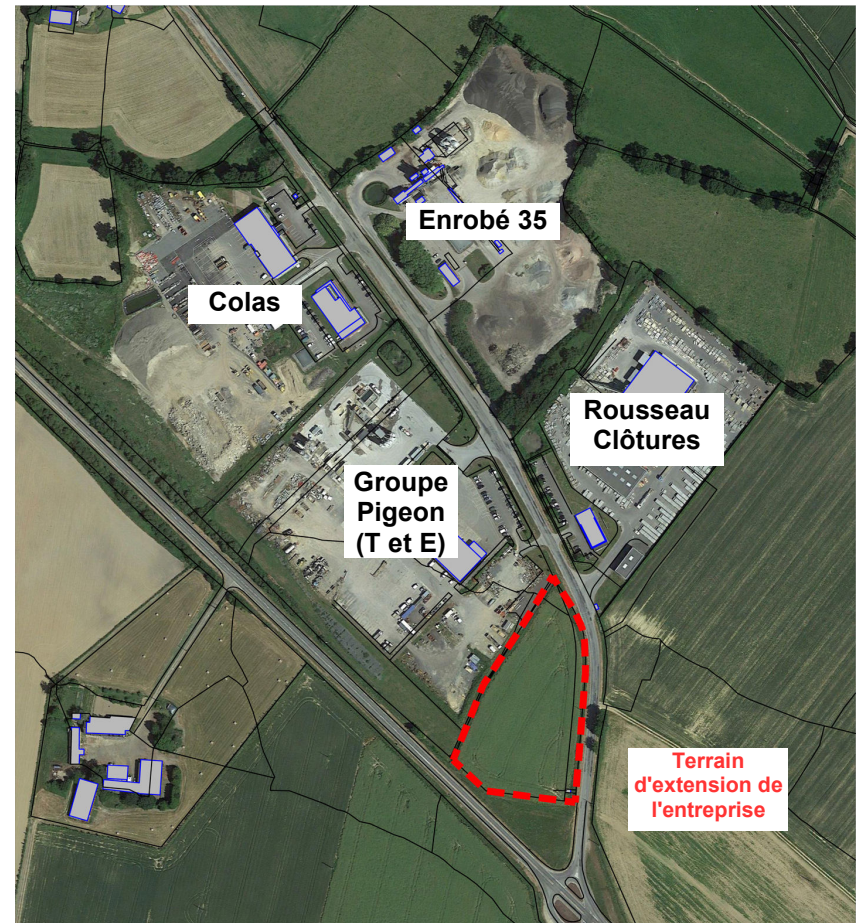 Enrobé 35
Colas
Rousseau
Clôtures
Groupe
Pigeon
(T et E)
Terrain
d'extension de
l'entreprise